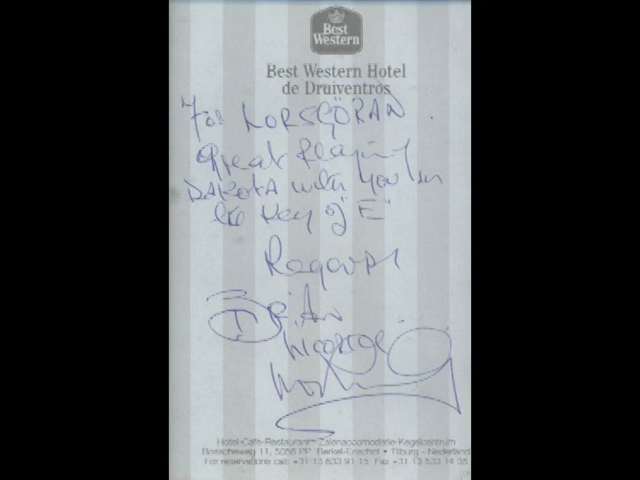 Best
Western
Best Western Hotel
de Druiventros
For LORSGÖRAN
Great Playing
DAKOTA with you in
the Key of "E"
Regards
BRIAN
Hotel-Cafe-Restaurant-Zalenaccomodatie-Kegelcentrum
Bosscheweg 11, 5056 PP Berkel-Enschot • Tilburg - Nederland
For reservations call: +31 13 533 91 15 Fax +31 13 533 14 35